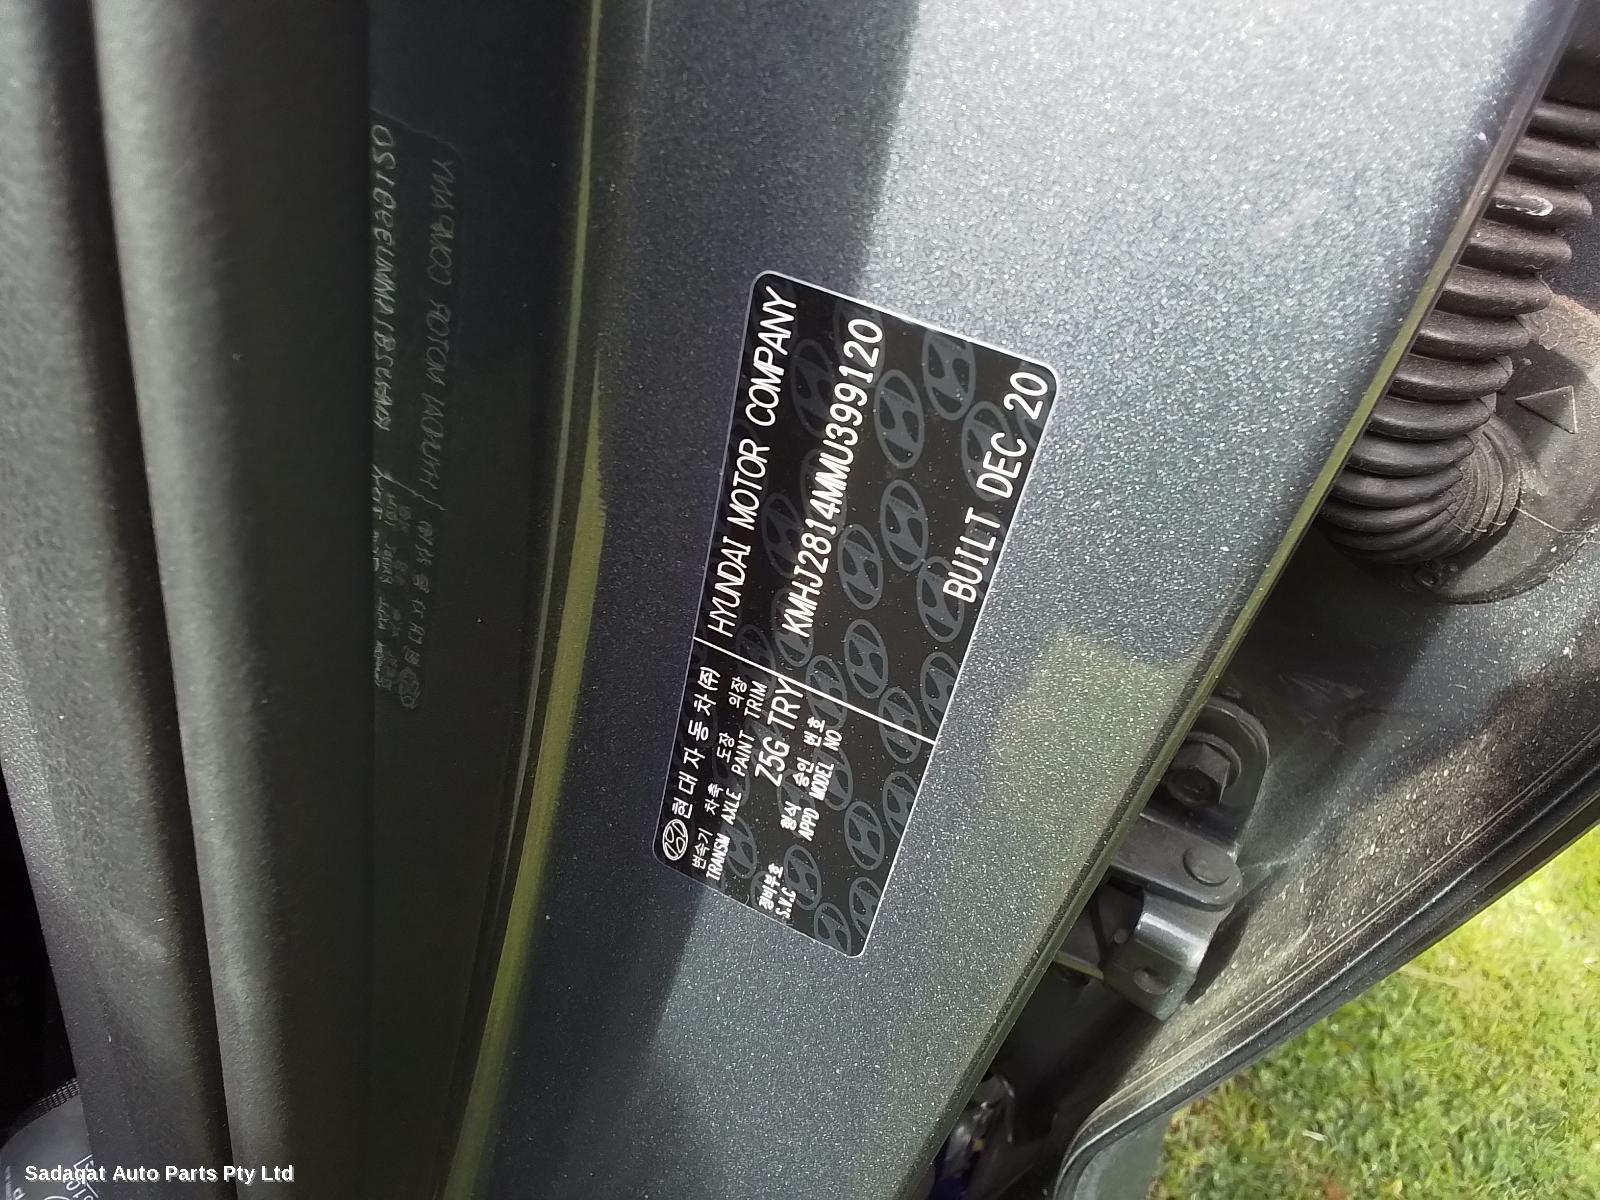 현대자동차(주) HYUNDAI MOTOR COMPANY
변속기 차축 도장 의장
TRANSM AXLE PAINT TRIM
KMHJ2814MMU399120
Z5G TRY
정비부호 형식 승인 번호
S.V.C APPD MODEL NO
BUILT DEC 20
Sadaqat Auto Parts Pty Ltd